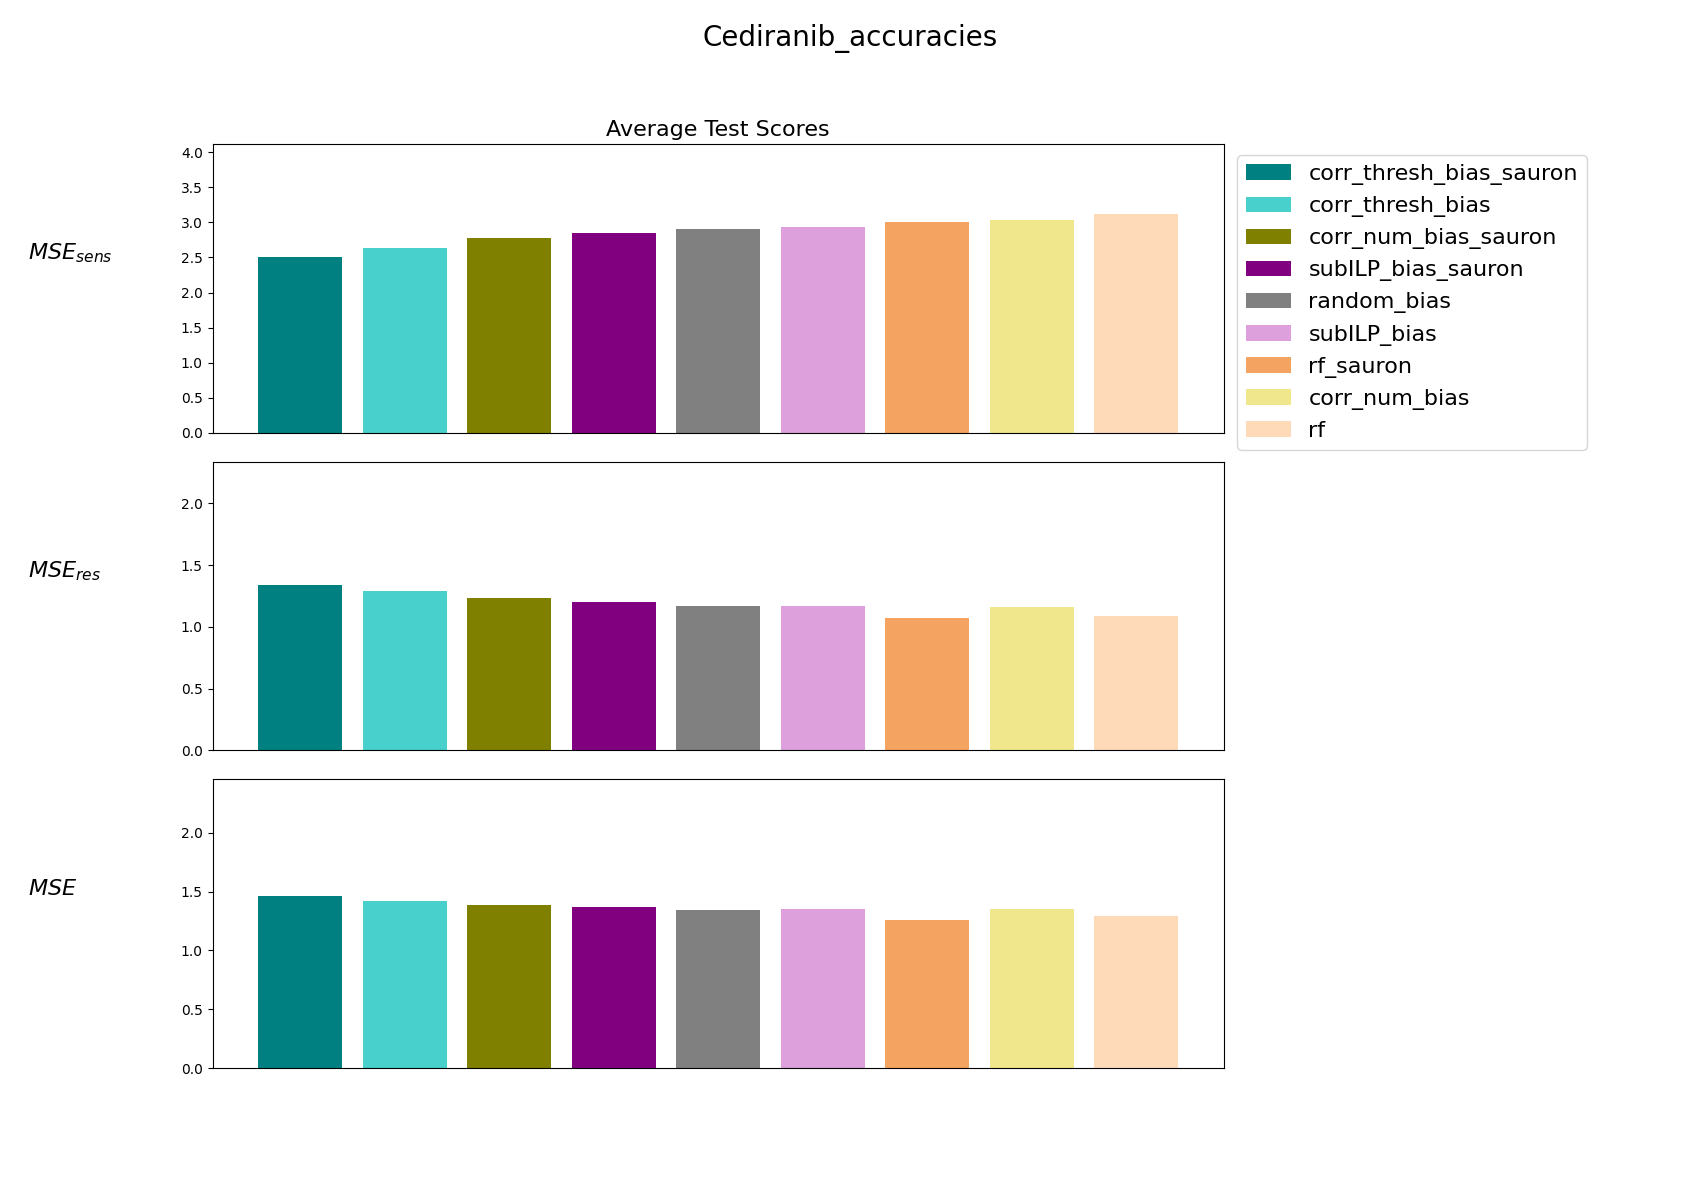 Cediranib_accuracies
Average Test Scores
MSE_sens
4.0
3.5
3.0
2.5
2.0
1.5
1.0
0.5
0.0
corr_thresh_bias_sauron
corr_thresh_bias
corr_num_bias_sauron
subILP_bias_sauron
random_bias
subILP_bias
rf_sauron
corr_num_bias
rf
MSE_res
2.0
1.5
1.0
0.5
0.0
MSE
2.0
1.5
1.0
0.5
0.0